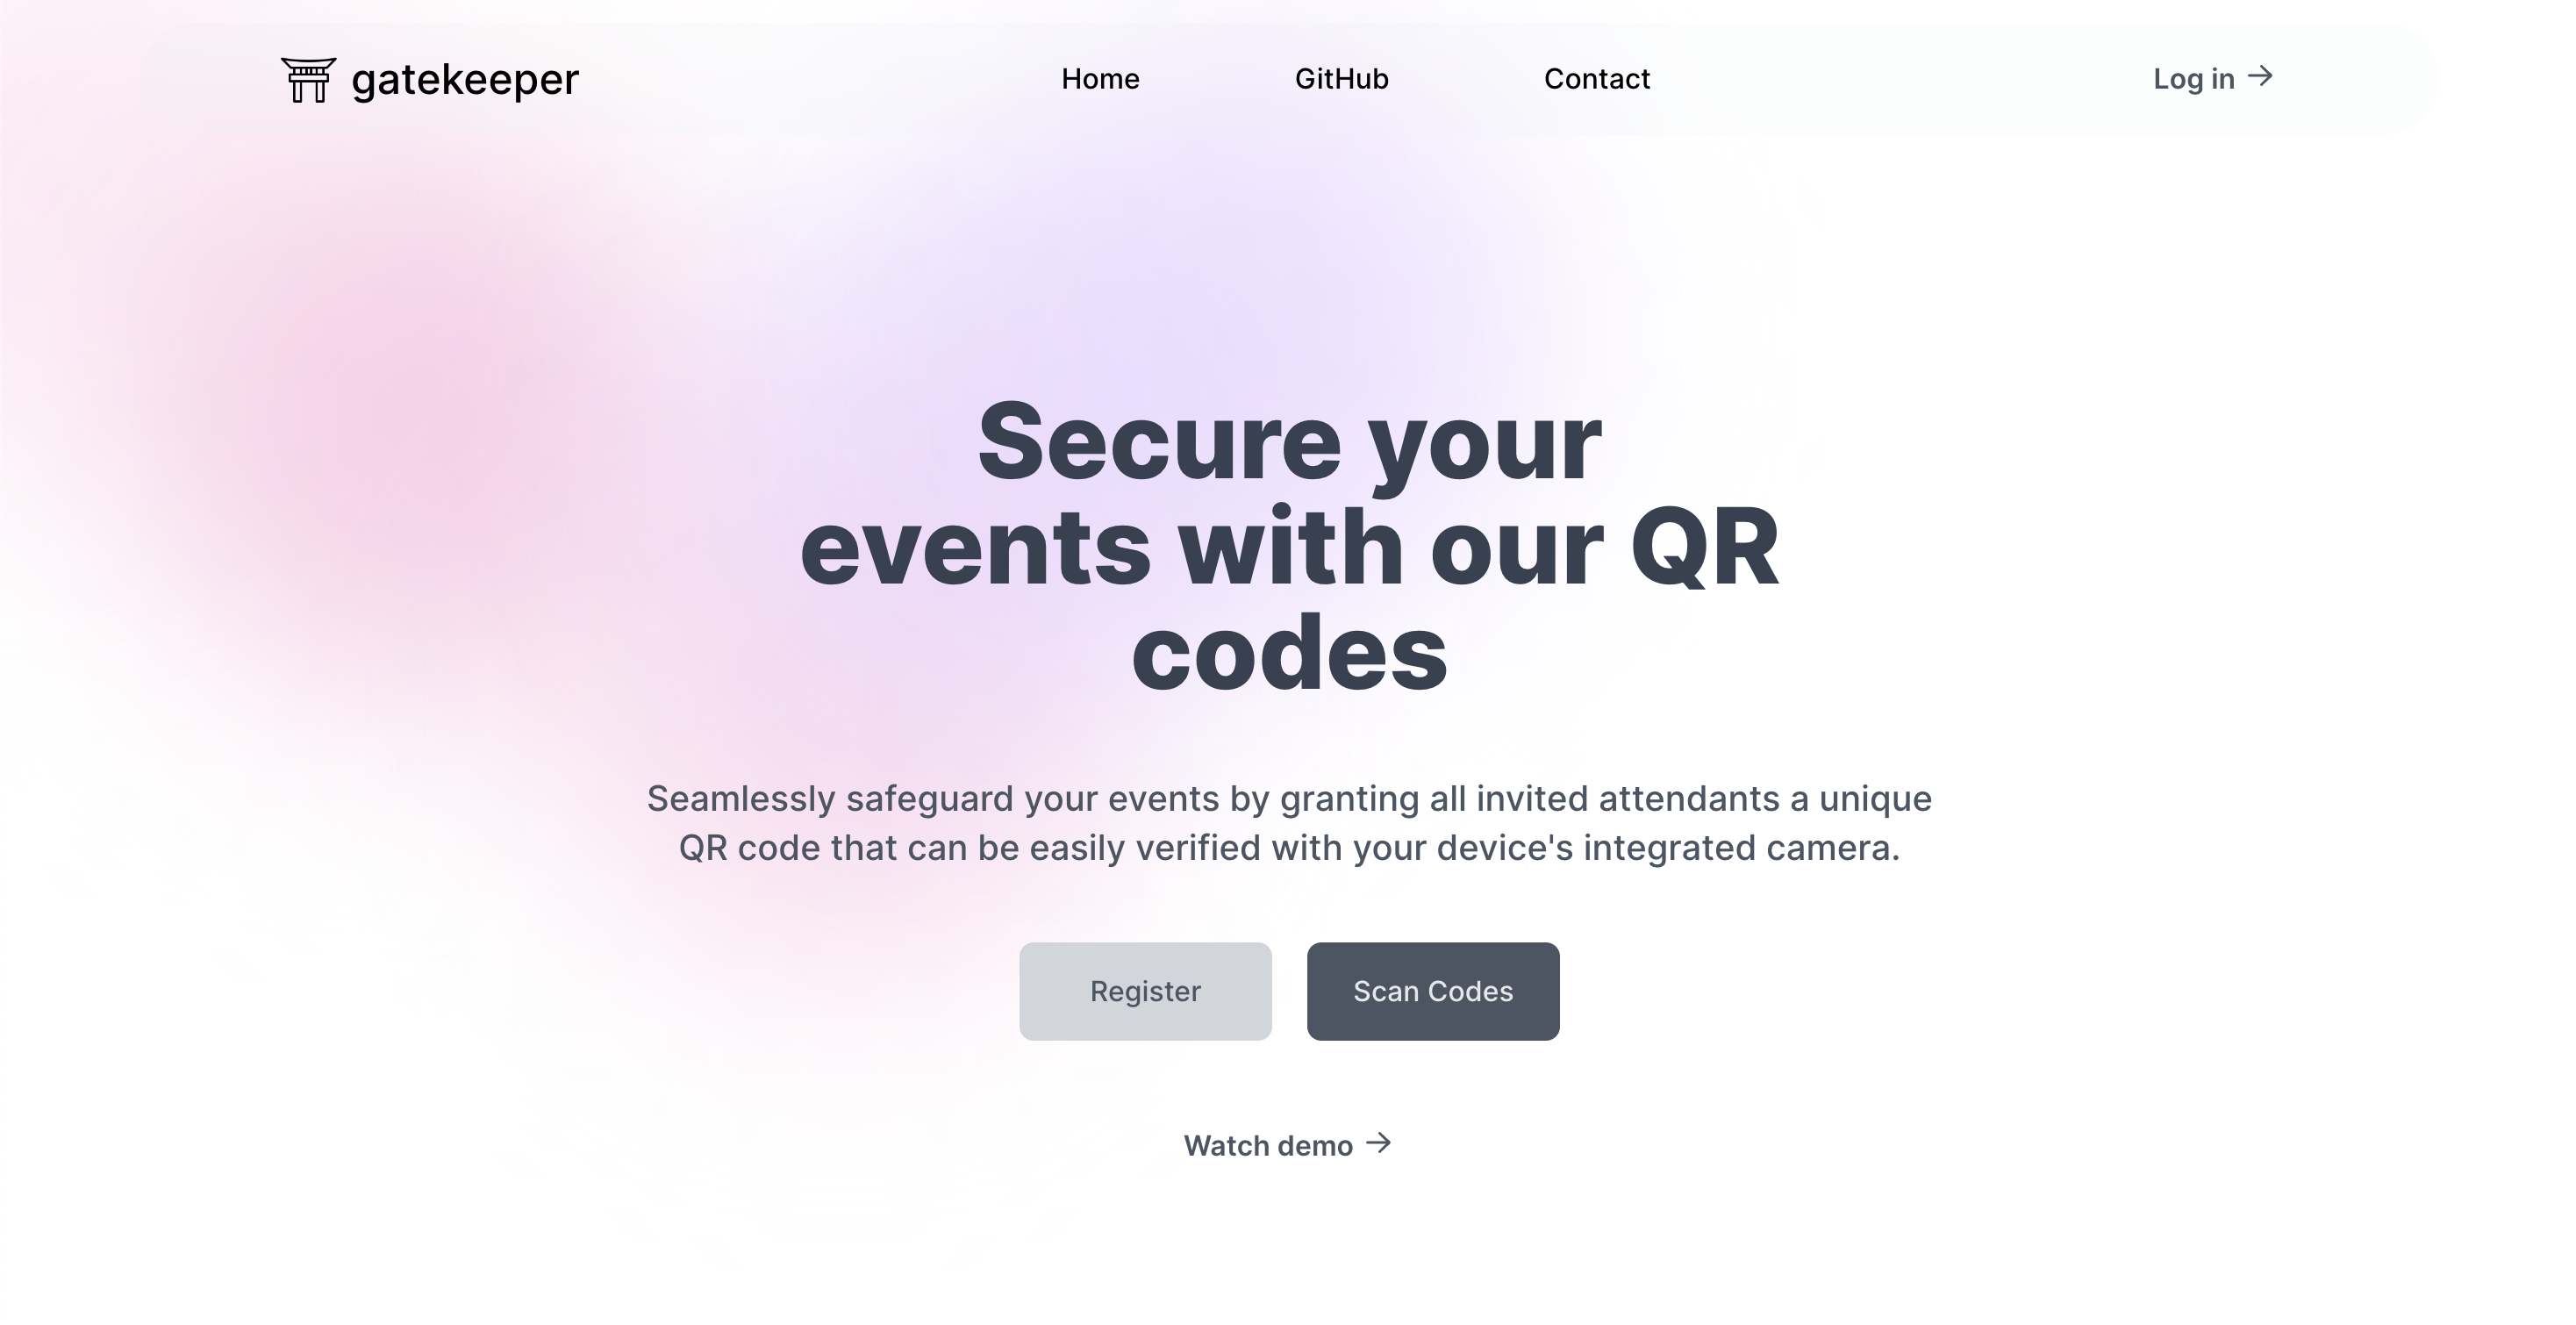 gatekeeper
Home
GitHub
Contact
Log in →
Secure your
events with our QR
codes
Seamlessly safeguard your events by granting all invited attendants a unique
QR code that can be easily verified with your device's integrated camera.
Register
Scan Codes
Watch demo →